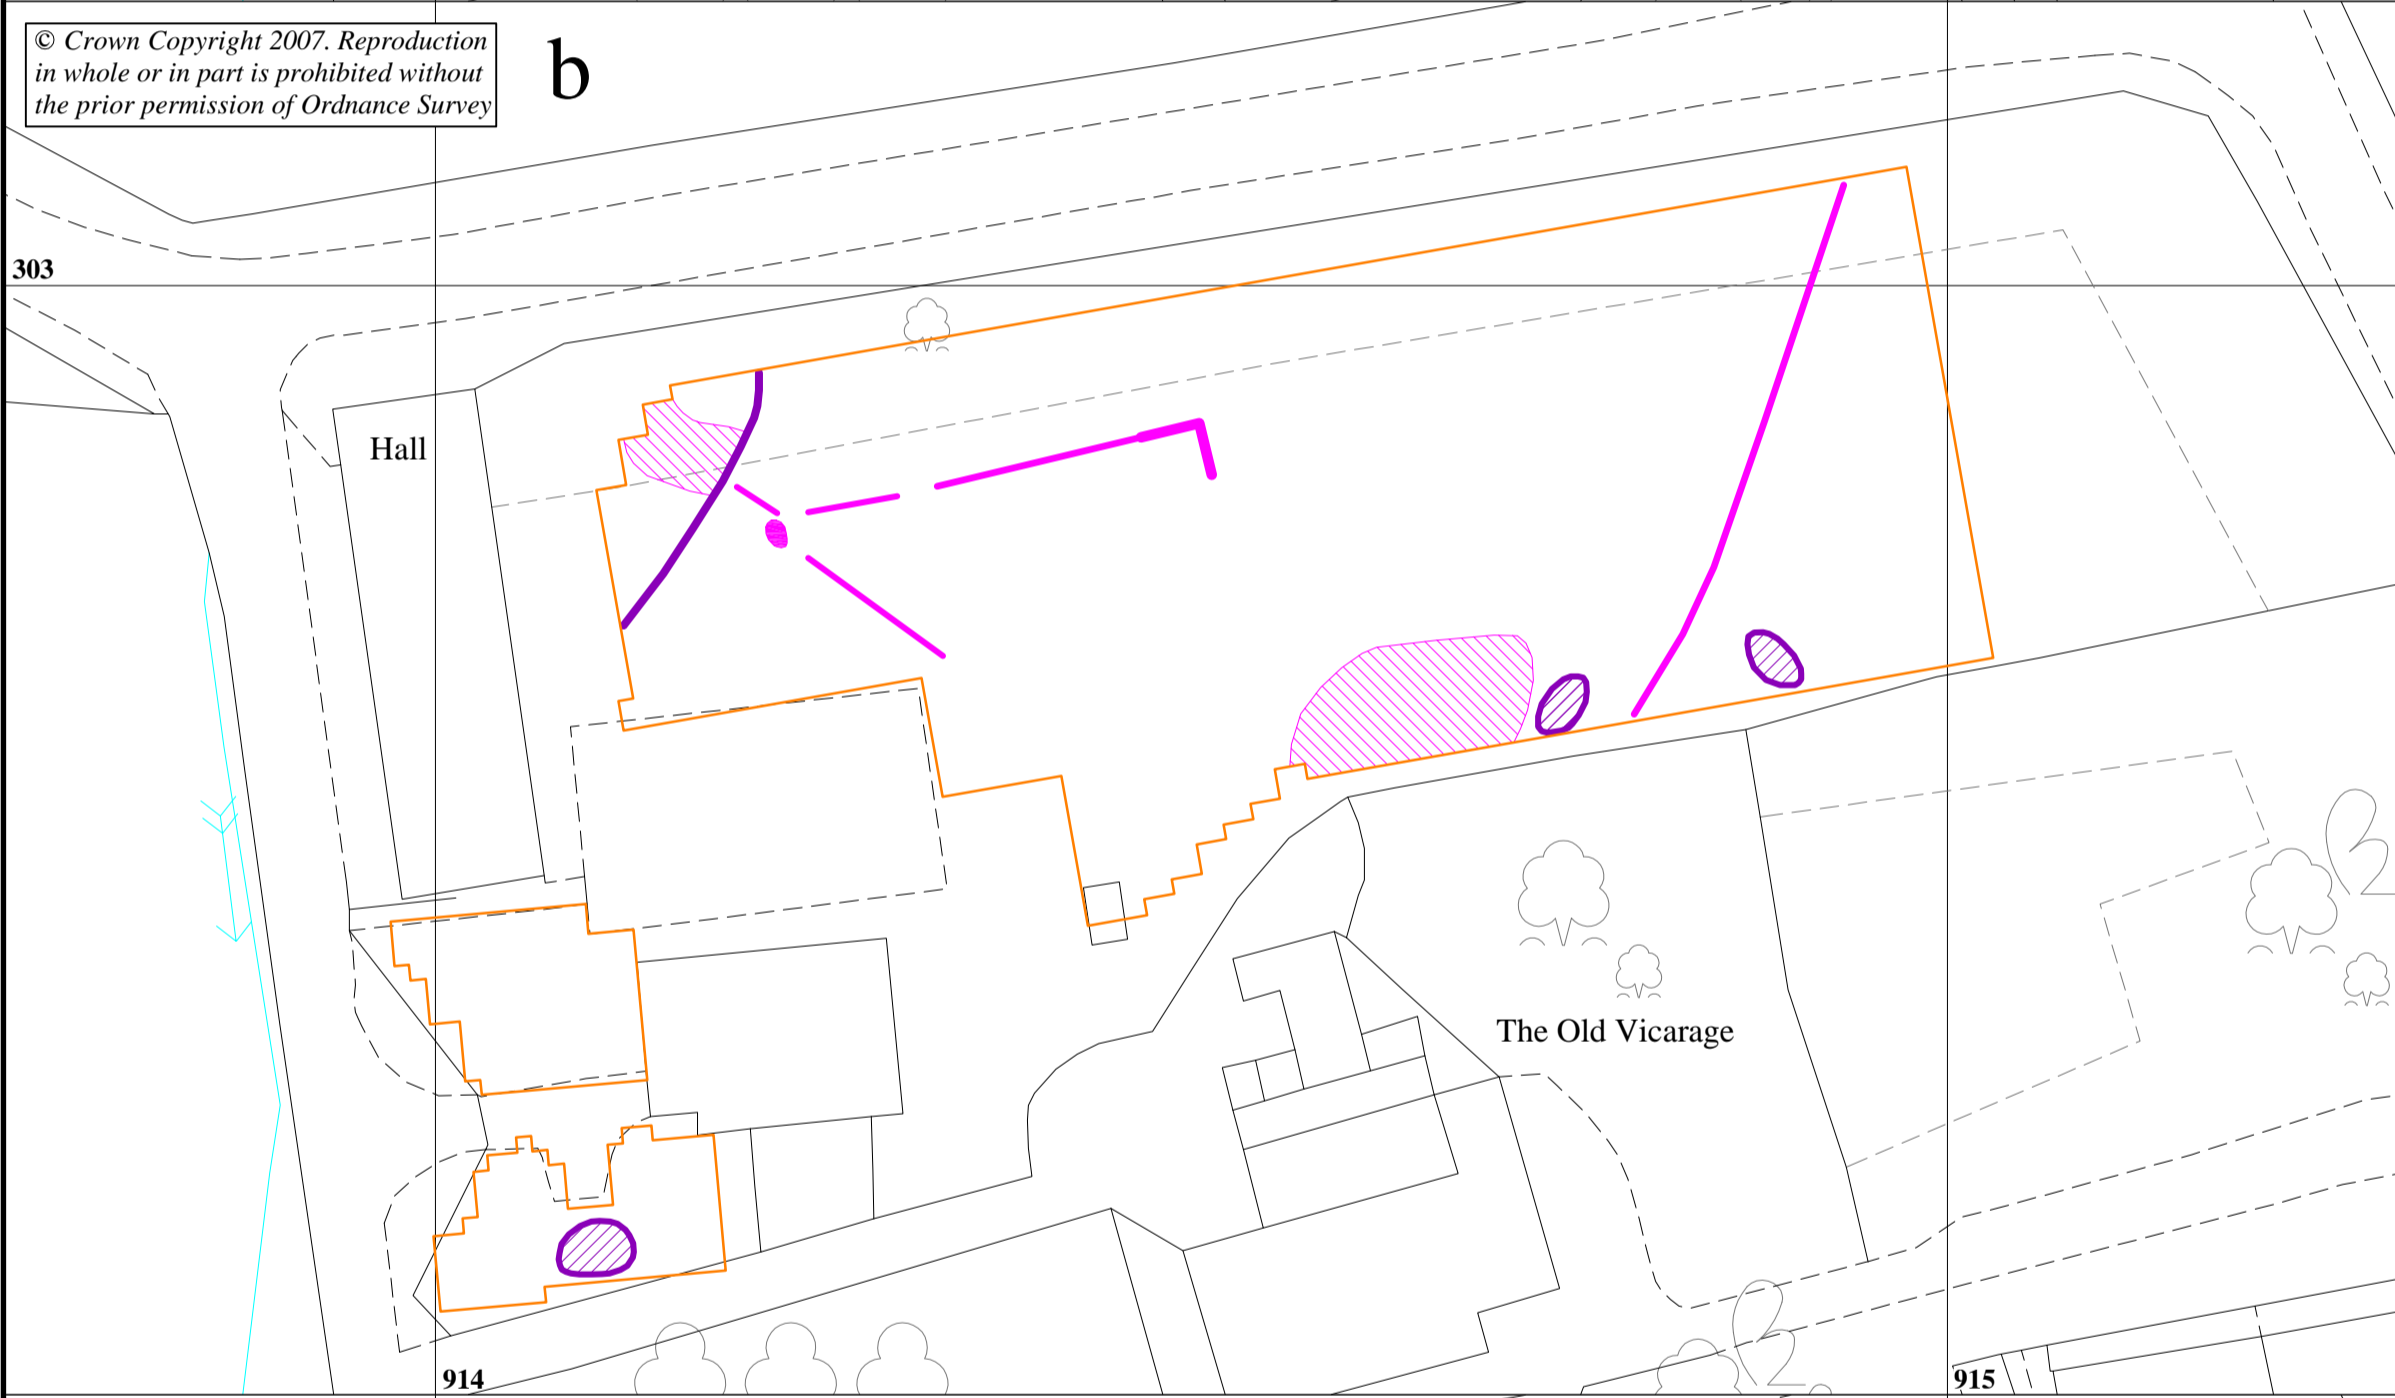 © Crown Copyright 2007. Reproduction
in whole or in part is prohibited without
the prior permission of Ordnance Survey
b
303
Hall
The Old Vicarage
914
915